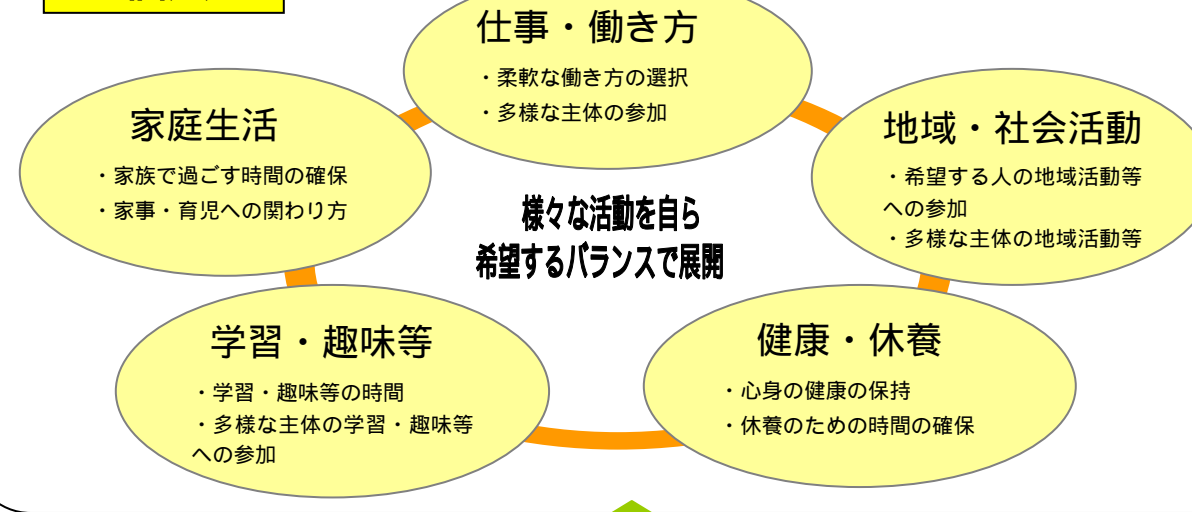 仕事・働き方
・柔軟な働き方の選択
・多様な主体の参加
家庭生活
・家族で過ごす時間の確保
・家事・育児への関わり方
地域・社会活動
・希望する人の地域活動等
への参加
・多様な主体の地域活動等
様々な活動を自ら
希望するバランスで展開
学習・趣味等
・学習・趣味等の時間
・多様な主体の学習・趣味等
への参加
健康・休養
・心身の健康の保持
・休養のための時間の確保